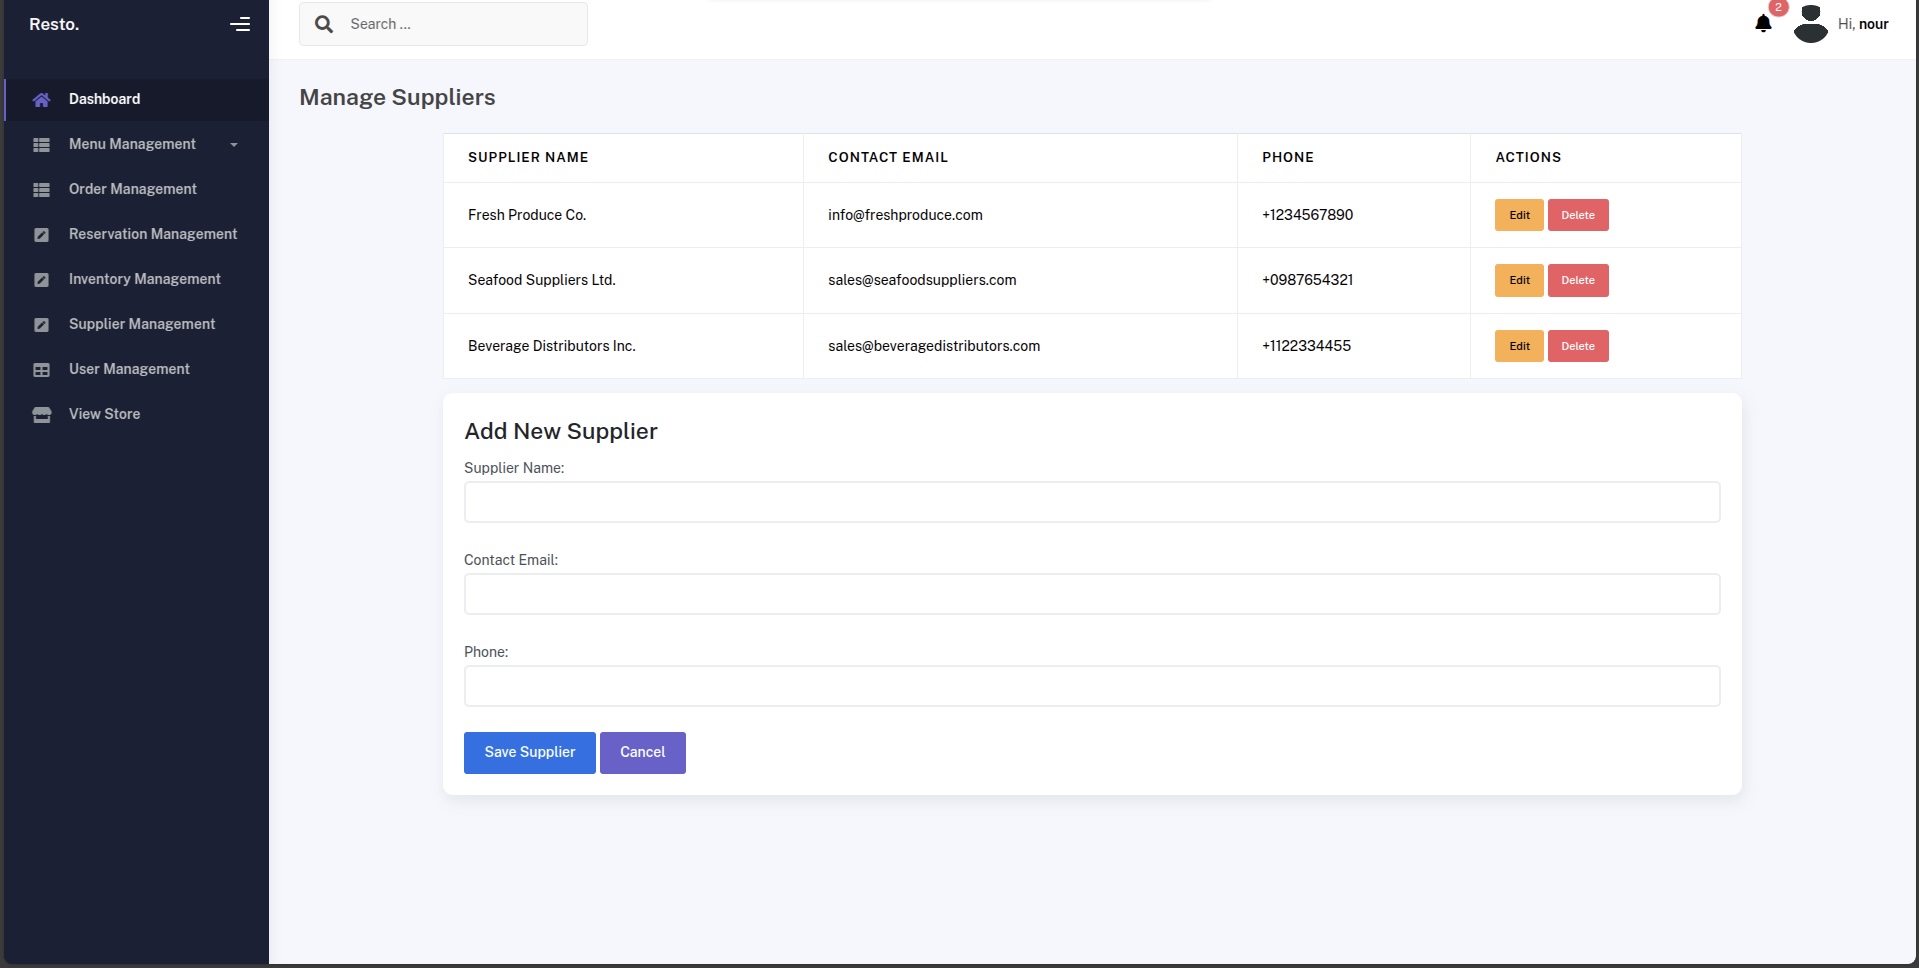 Resto.
Search ...
2
Hi, nour
Dashboard
Menu Management
Order Management
Reservation Management
Inventory Management
Supplier Management
User Management
View Store
Manage Suppliers
SUPPLIER NAME CONTACT EMAIL PHONE ACTIONS
Fresh Produce Co. info@freshproduce.com +1234567890 Edit Delete
Seafood Suppliers Ltd. sales@seafoodsuppliers.com +0987654321 Edit Delete
Beverage Distributors Inc. sales@beveragedistributors.com +1122334455 Edit Delete
Add New Supplier
Supplier Name:
Contact Email:
Phone:
Save Supplier Cancel